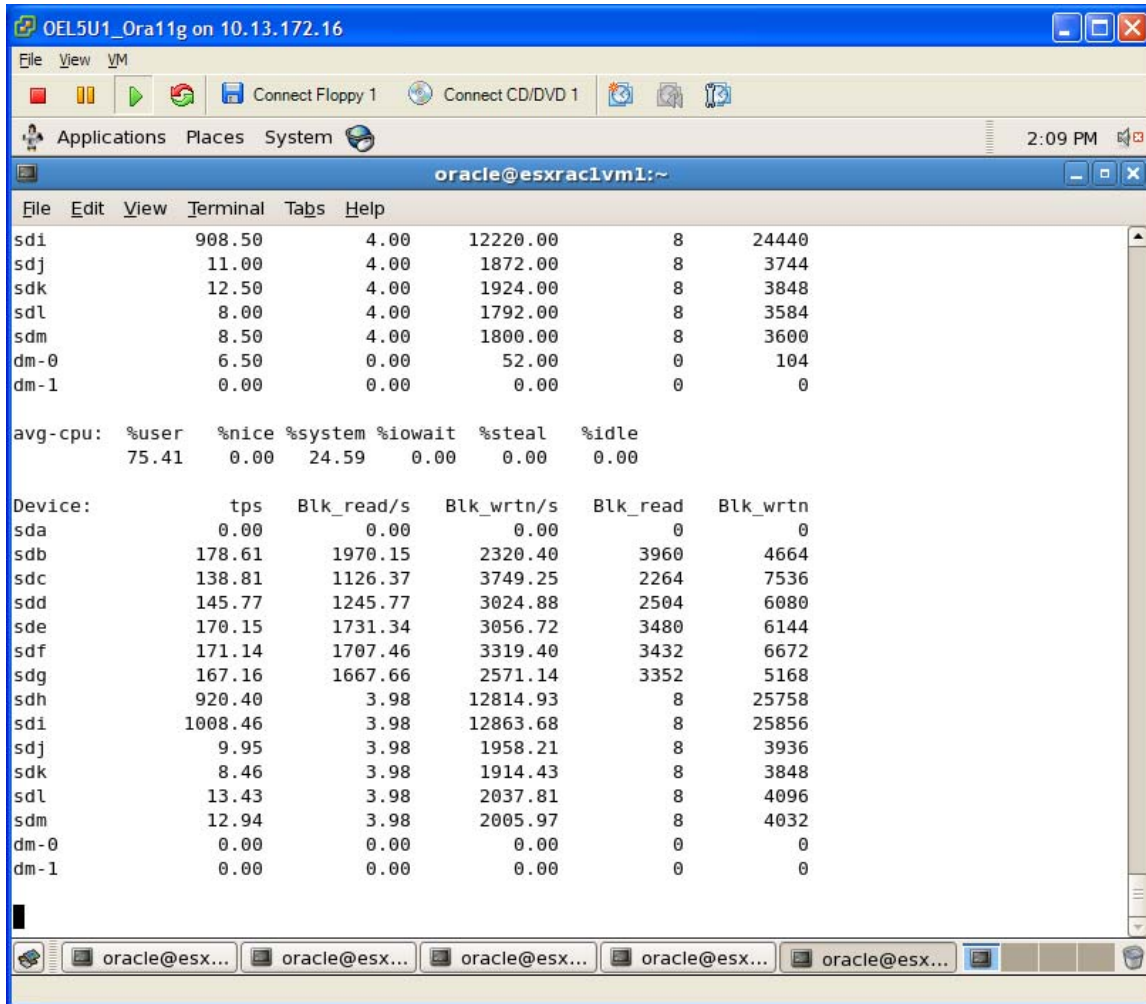 OEL5U1_Ora11g on 10.13.172.16
File View VM
Connect Floppy 1 Connect CD/DVD 1
Applications Places System 2:09 PM
oracle@esxrac1vm1:~
File Edit View Terminal Tabs Help
sdi 908.50 4.00 12220.00 8 24440
sdj 11.00 4.00 1872.00 8 3744
sdk 12.50 4.00 1924.00 8 3848
sdl 8.00 4.00 1792.00 8 3584
sdm 8.50 4.00 1800.00 8 3600
dm-0 6.50 0.00 52.00 0 104
dm-1 0.00 0.00 0.00 0 0
avg-cpu: %user %nice %system %iowait %steal %idle
75.41 0.00 24.59 0.00 0.00 0.00
Device: tps Blk_read/s Blk_wrtn/s Blk_read Blk_wrtn
sda 0.00 0.00 0.00 0 0
sdb 178.61 1970.15 2320.40 3960 4664
sdc 138.81 1126.37 3749.25 2264 7536
sdd 145.77 1245.77 3024.88 2504 6080
sde 170.15 1731.34 3056.72 3480 6144
sdf 171.14 1707.46 3319.40 3432 6672
sdg 167.16 1667.66 2571.14 3352 5168
sdh 920.40 3.98 12814.93 8 25758
sdi 1008.46 3.98 12863.68 8 25856
sdj 9.95 3.98 1958.21 8 3936
sdk 8.46 3.98 1914.43 8 3848
sdl 13.43 3.98 2037.81 8 4096
sdm 12.94 3.98 2005.97 8 4032
dm-0 0.00 0.00 0.00 0 0
dm-1 0.00 0.00 0.00 0 0
oracle@esx... oracle@esx... oracle@esx... oracle@esx... oracle@esx...